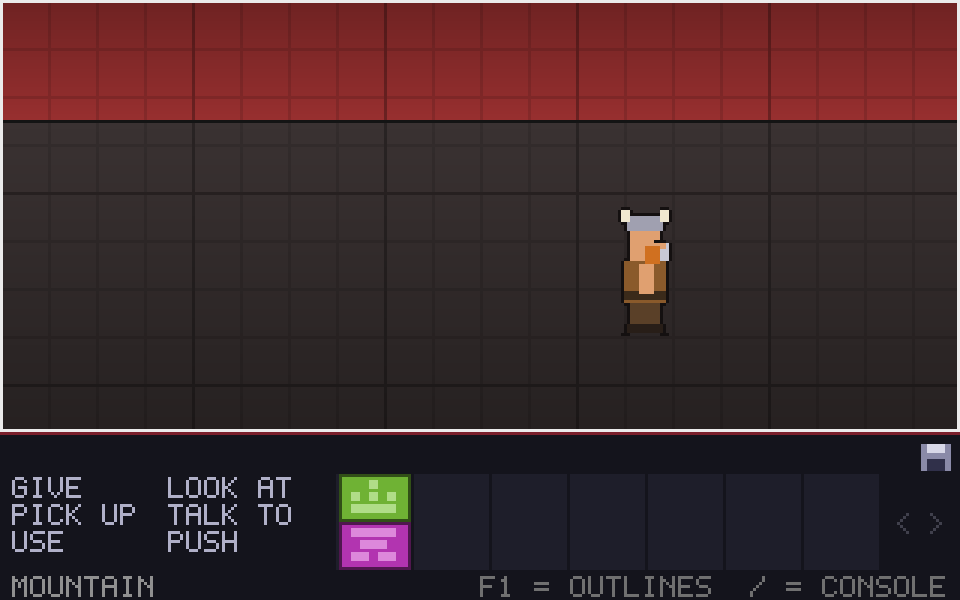 GIVE LOOK AT
PICK UP TALK TO
USE PUSH
MOUNTAIN F1 = OUTLINES / = CONSOLE